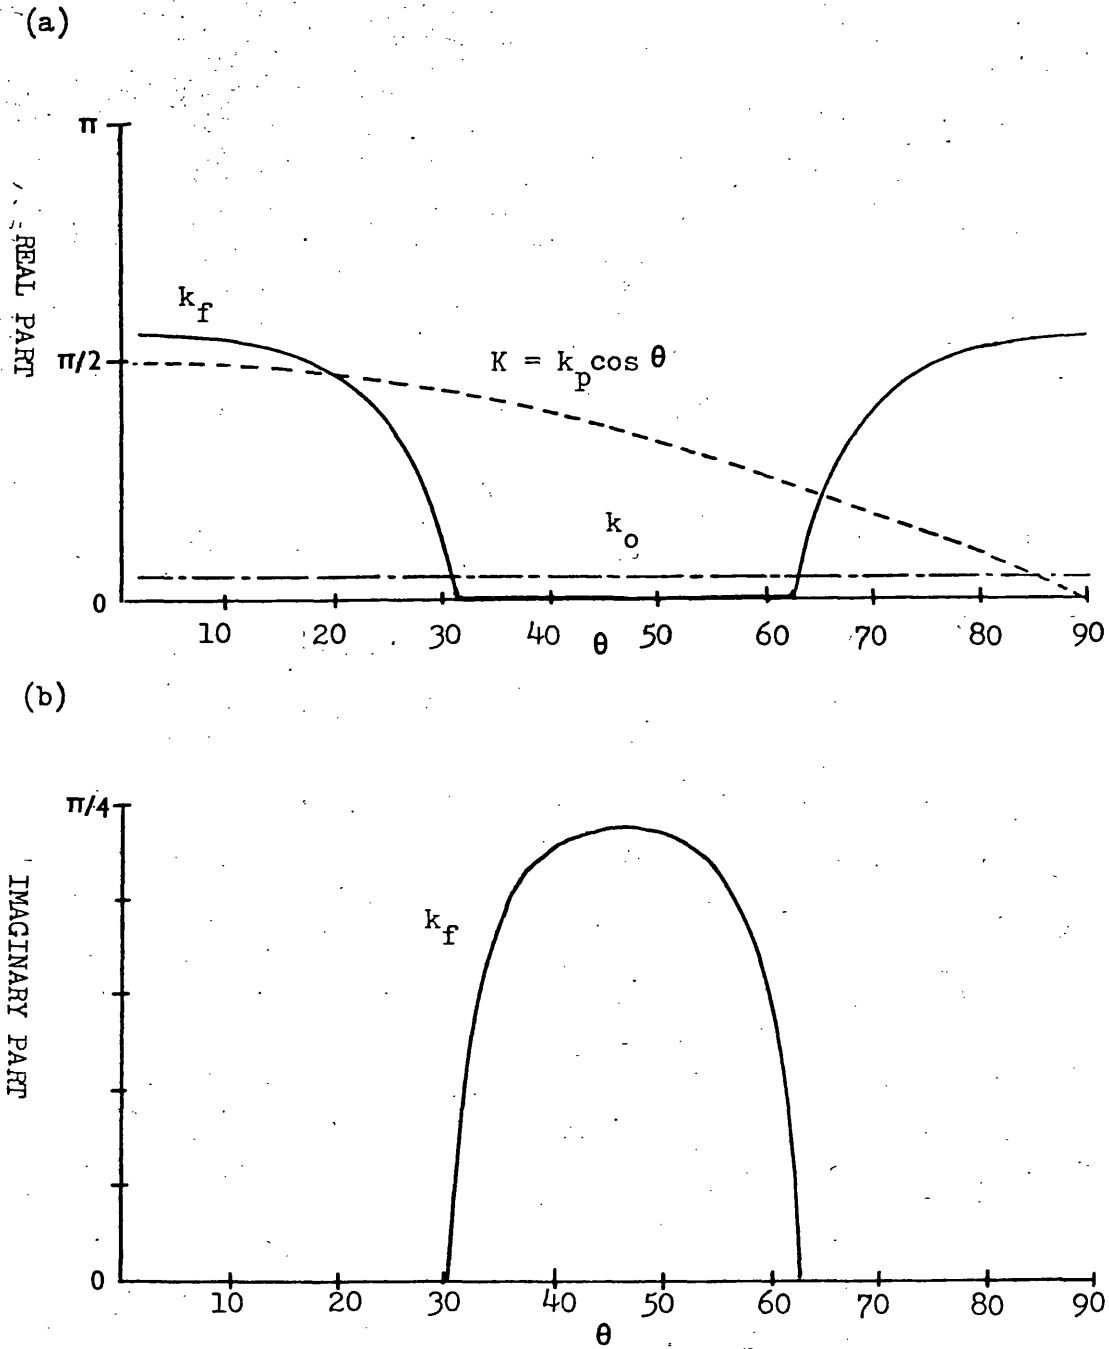 (a)
π
REAL PART
k_f
π/2
K = k_p cos θ
k_o
0
10 20 30 40 50 60 70 80 90
θ
(b)
π/4
IMAGINARY PART
k_f
0
10 20 30 40 50 60 70 80 90
θ